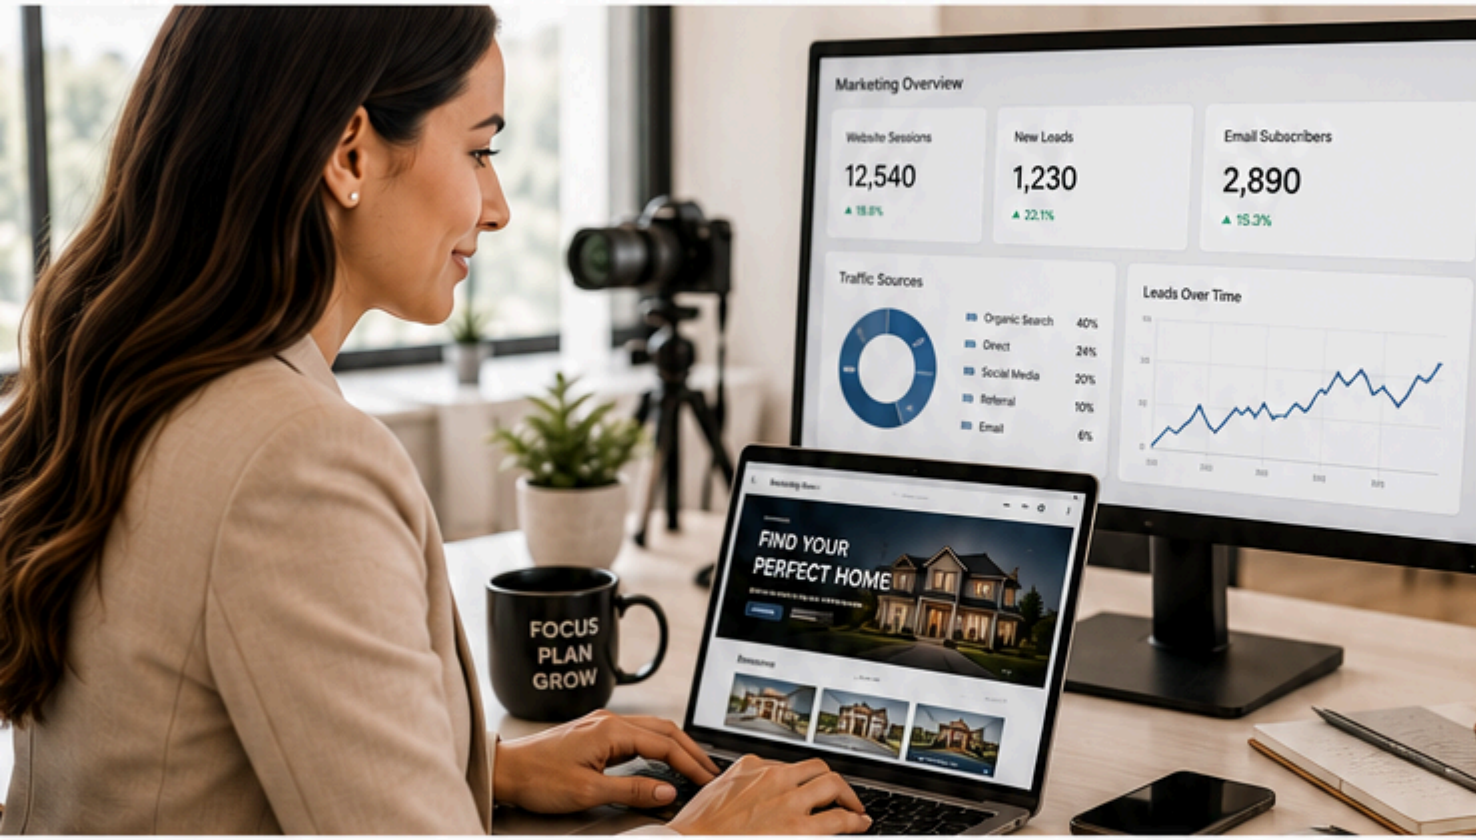 Marketing Overview
Website Sessions
12,540
New Leads
1,230
22.1%
Email Subscribers
2,890
15.3%
Traffic Sources
Organic Search 40%
Direct 24%
Social Media 20%
Referral 10%
Email 6%
Leads Over Time
FIND YOUR
PERFECT HOME
FOCUS
PLAN
GROW